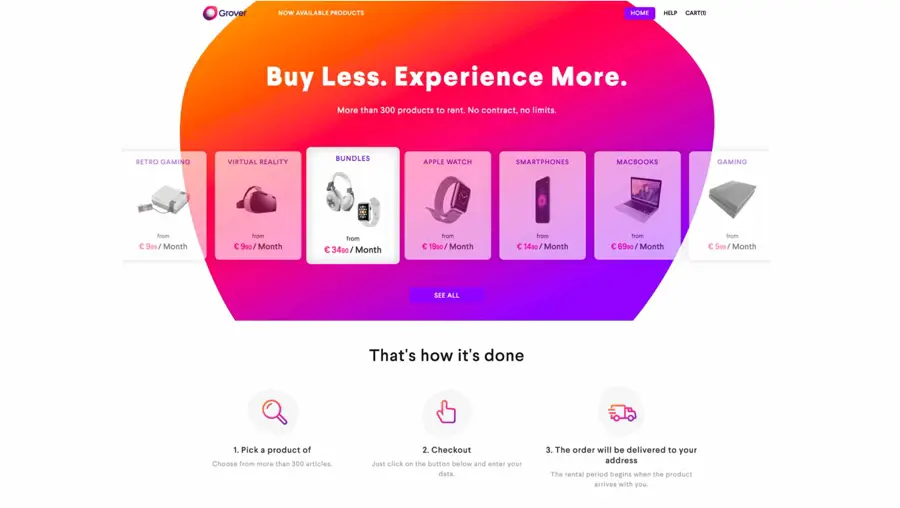 Grover
NOW AVAILABLE PRODUCTS
HOME
HELP
CART(1)
Buy Less. Experience More.
More than 300 products to rent. No contract, no limits.
RETRO GAMING
from
€ 9.99 / Month
VIRTUAL REALITY
from
€ 9.90 / Month
BUNDLES
from
€ 34.90 / Month
APPLE WATCH
from
€ 19.90 / Month
SMARTPHONES
from
€ 14.90 / Month
MACBOOKS
from
€ 69.90 / Month
GAMING
from
€ 5.99 / Month
SEE ALL
That's how it's done
1. Pick a product of
Choose from more than 300 articles.
2. Checkout
Just click on the button below and enter your
data.
3. The order will be delivered to your
address
The rental period begins when the product
arrives with you.